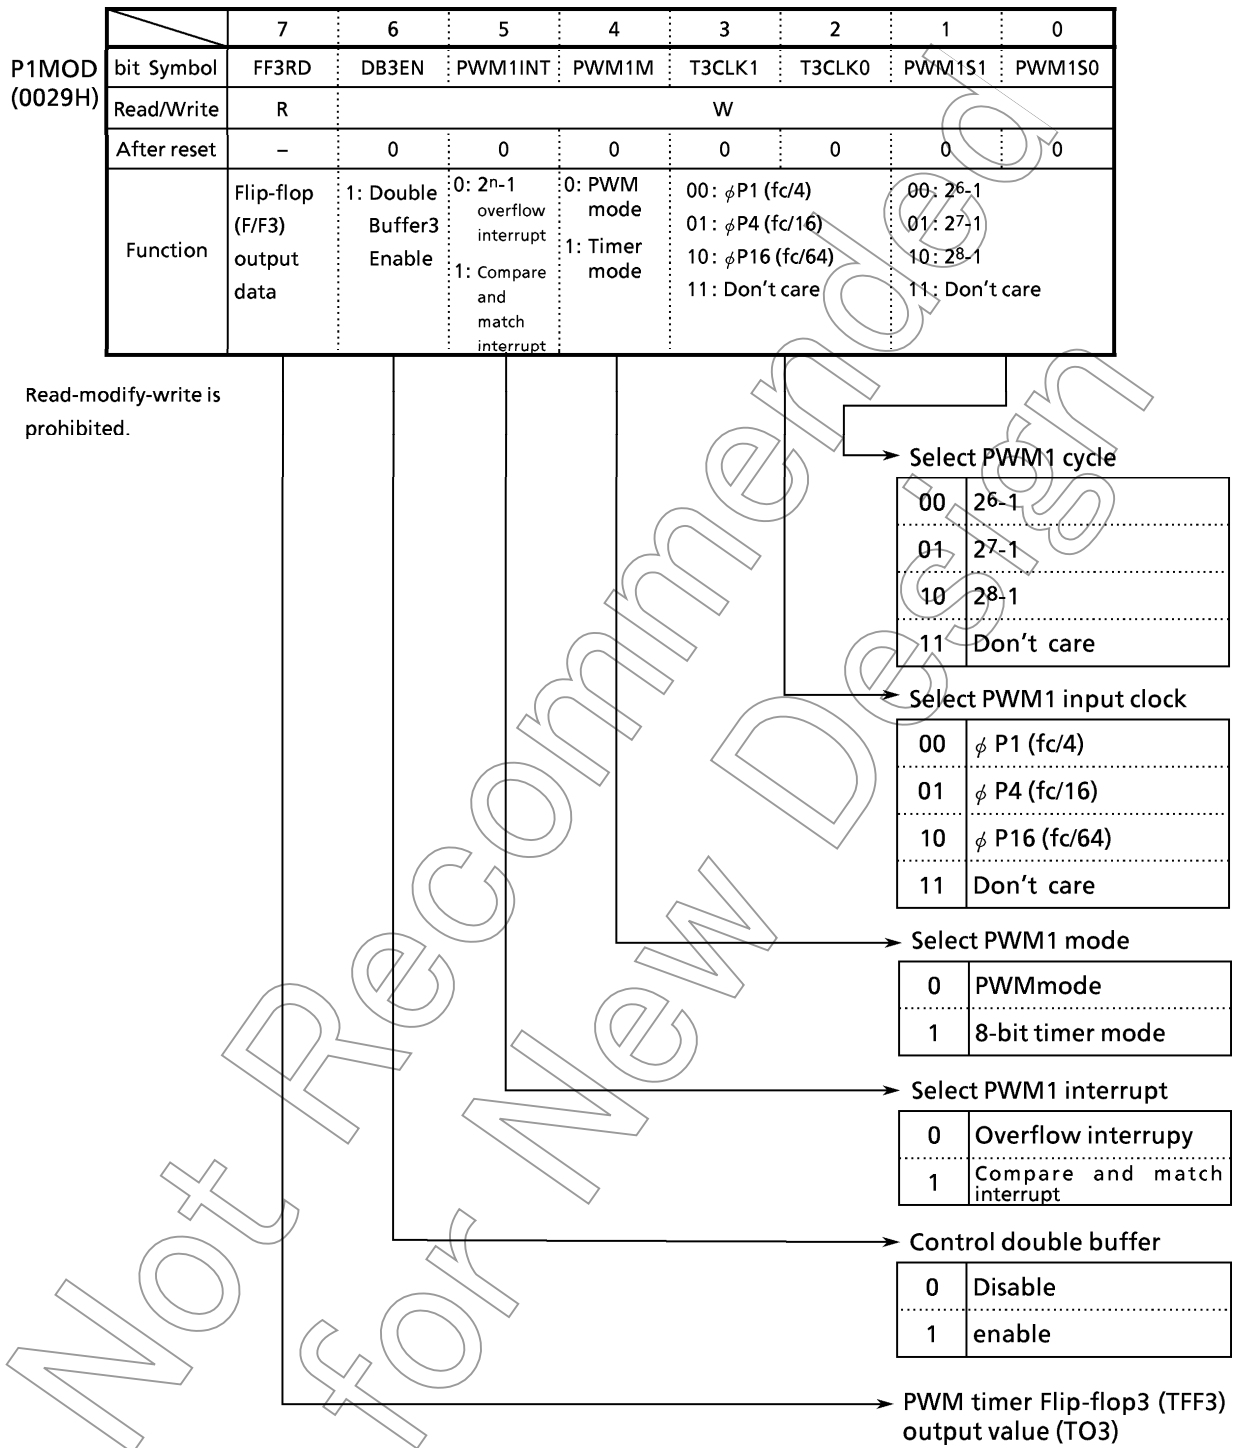 7 6 5 4 3 2 1 0
P1MOD (0029H)
bit Symbol FF3RD DB3EN PWM1INT PWM1M T3CLK1 T3CLK0 PWM1S1 PWM1S0
Read/Write R W
After reset – 0 0 0 0 0 0 0
Function
Flip-flop
(F/F3)
output
data
1: Double
Buffer3
Enable
0: 2n-1
overflow
interrupt
1: Compare
and
match
interrupt
0: PWM
mode
1: Timer
mode
00: φP1 (fc/4)
01: φP4 (fc/16)
10: φP16 (fc/64)
11: Don't care
00: 26-1
01: 27-1
10: 28-1
11: Don't care
Read-modify-write is
prohibited.
Select PWM1 cycle
00 26-1
01 27-1
10 28-1
11 Don't care
Select PWM1 input clock
00 φ P1 (fc/4)
01 φ P4 (fc/16)
10 φ P16 (fc/64)
11 Don't care
Select PWM1 mode
0 PWMmode
1 8-bit timer mode
Select PWM1 interrupt
0 Overflow interrupy
1 Compare and match
interrupt
Control double buffer
0 Disable
1 enable
PWM timer Flip-flop3 (TFF3)
output value (TO3)
Not Recommended
for New Design